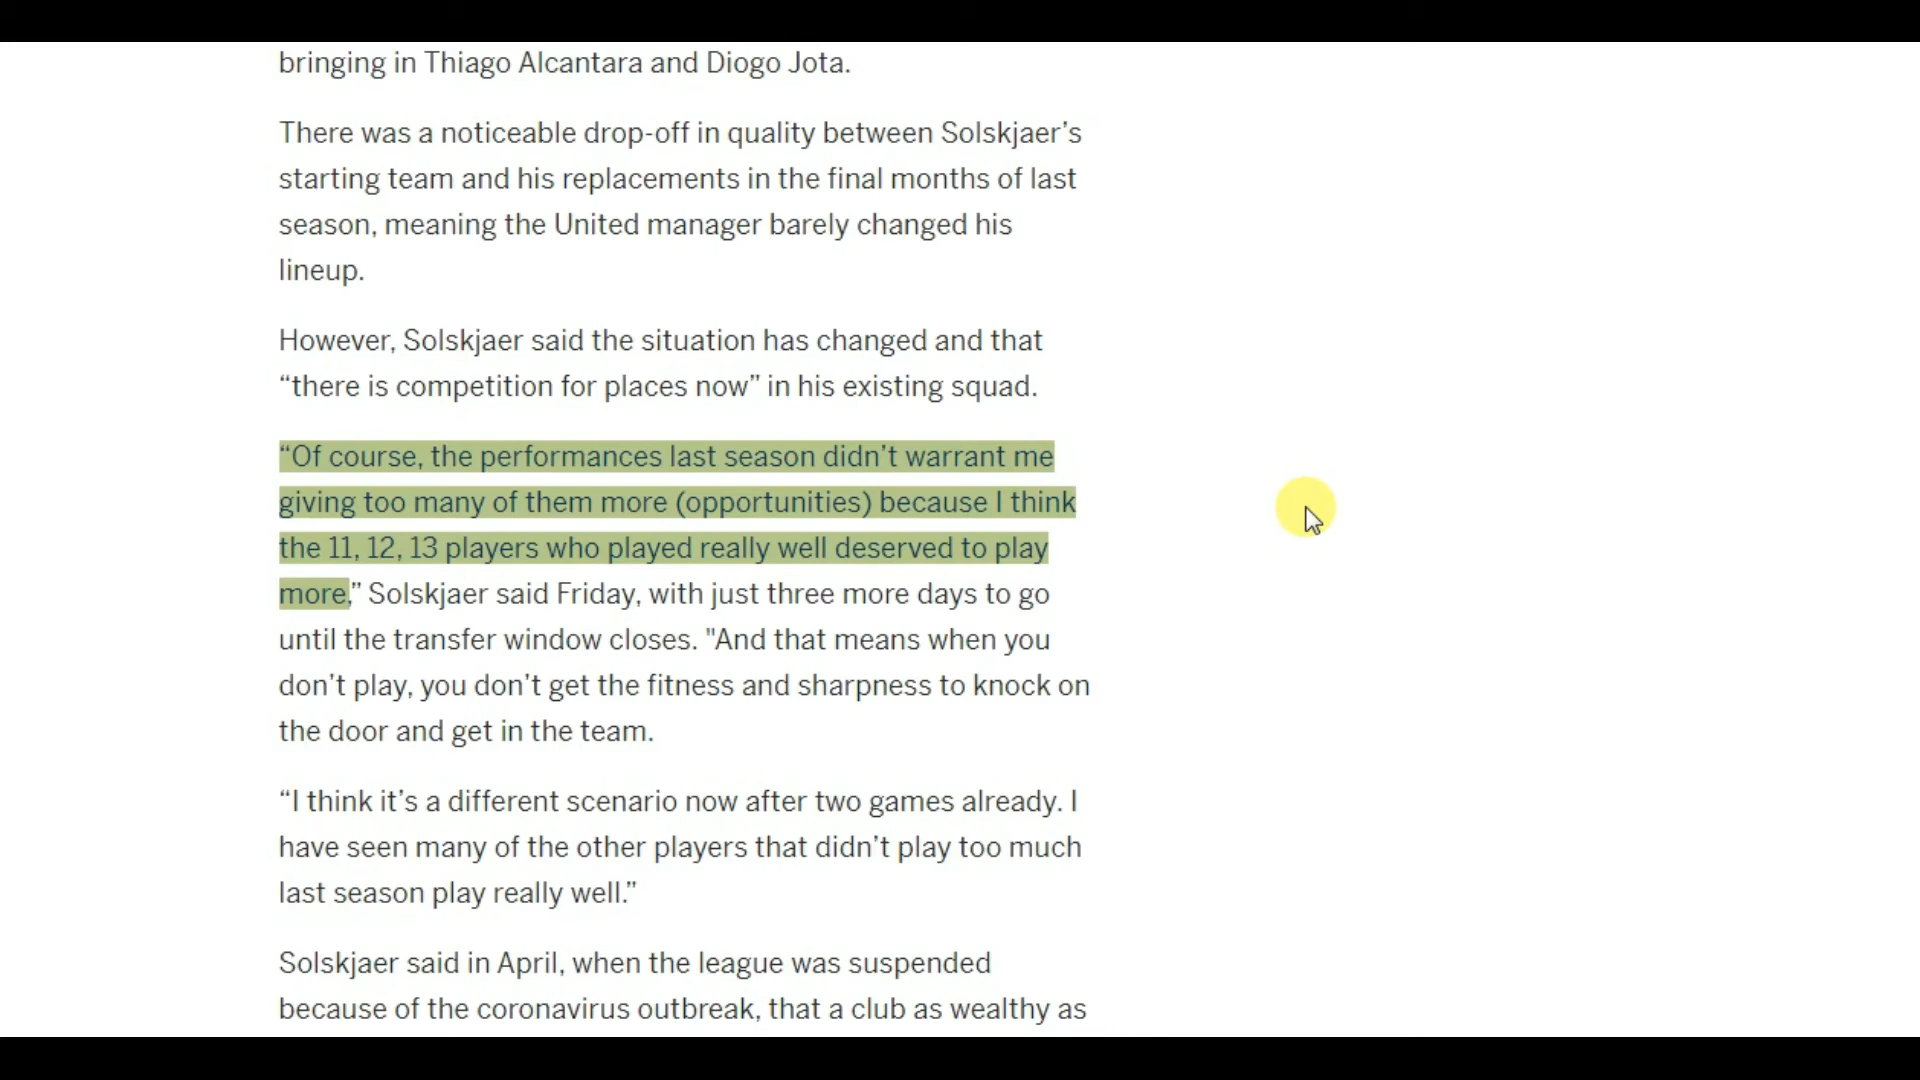 bringing in Thiago Alcantara and Diogo Jota.
There was a noticeable drop-off in quality between Solskjaer’s
starting team and his replacements in the final months of last
season, meaning the United manager barely changed his
lineup.
However, Solskjaer said the situation has changed and that
“there is competition for places now” in his existing squad.
“Of course, the performances last season didn’t warrant me
giving too many of them more (opportunities) because I think
the 11, 12, 13 players who played really well deserved to play
more,” Solskjaer said Friday, with just three more days to go
until the transfer window closes. "And that means when you
don’t play, you don’t get the fitness and sharpness to knock on
the door and get in the team.
“I think it’s a different scenario now after two games already. I
have seen many of the other players that didn’t play too much
last season play really well.”
Solskjaer said in April, when the league was suspended
because of the coronavirus outbreak, that a club as wealthy as